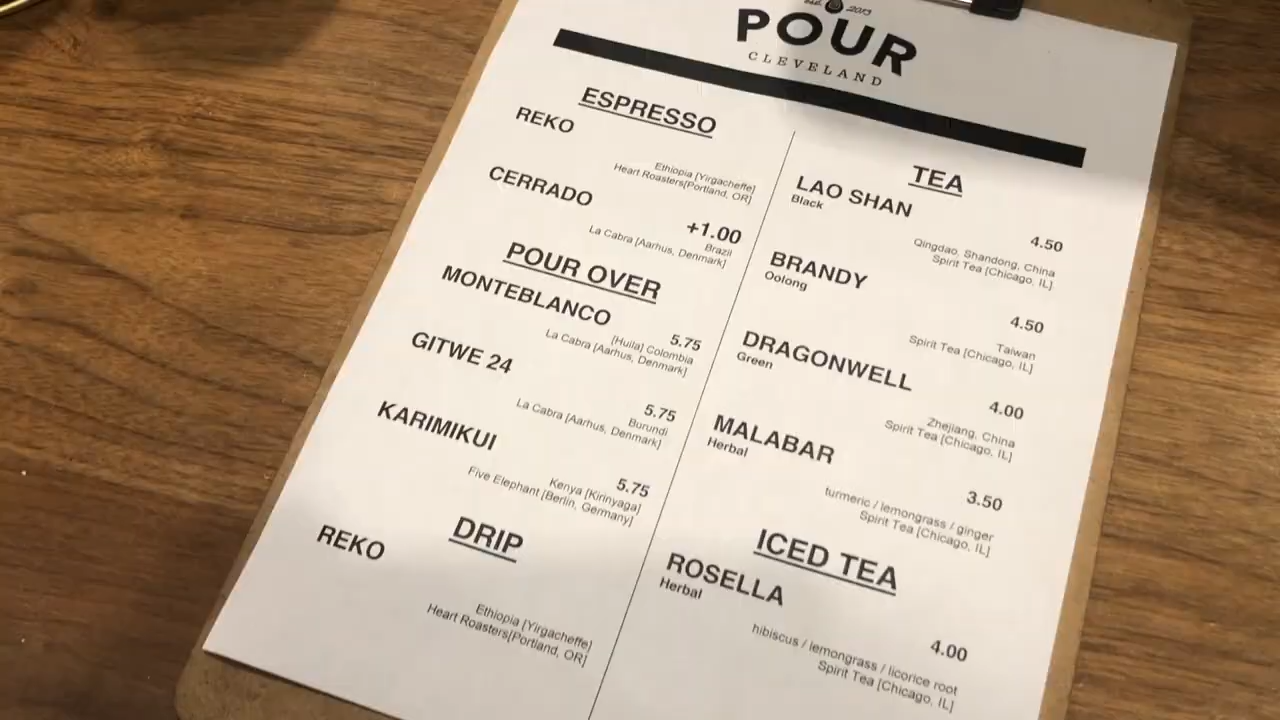 est. 2013
POUR
CLEVELAND
ESPRESSO
REKO
Ethiopia [Yirgacheffe]
Heart Roasters[Portland, OR]
CERRADO
+1.00
Brazil
La Cabra [Aarhus, Denmark]
POUR OVER
MONTEBLANCO
5.75
[Huila] Colombia
La Cabra [Aarhus, Denmark]
GITWE 24
5.75
Burundi
La Cabra [Aarhus, Denmark]
KARIMIKUI
5.75
Kenya [Kirinyaga]
Five Elephant [Berlin, Germany]
DRIP
REKO
Ethiopia [Yirgacheffe]
Heart Roasters[Portland, OR]
TEA
LAO SHAN
Black
4.50
Qingdao, Shandong, China
Spirit Tea [Chicago, IL]
BRANDY
Oolong
4.50
Taiwan
Spirit Tea [Chicago, IL]
DRAGONWELL
Green
4.00
Zhejiang, China
Spirit Tea [Chicago, IL]
MALABAR
Herbal
3.50
turmeric / lemongrass / ginger
Spirit Tea [Chicago, IL]
ICED TEA
ROSELLA
Herbal
4.00
hibiscus / lemongrass / licorice root
Spirit Tea [Chicago, IL]